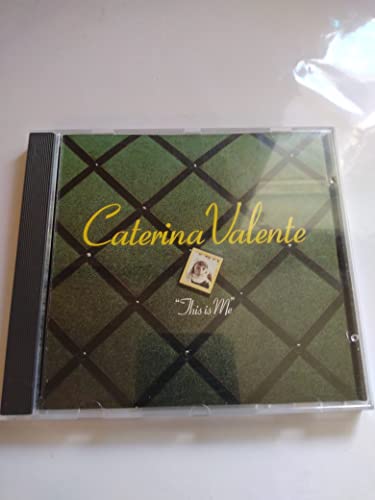 Caterina Valente
"This is Me"